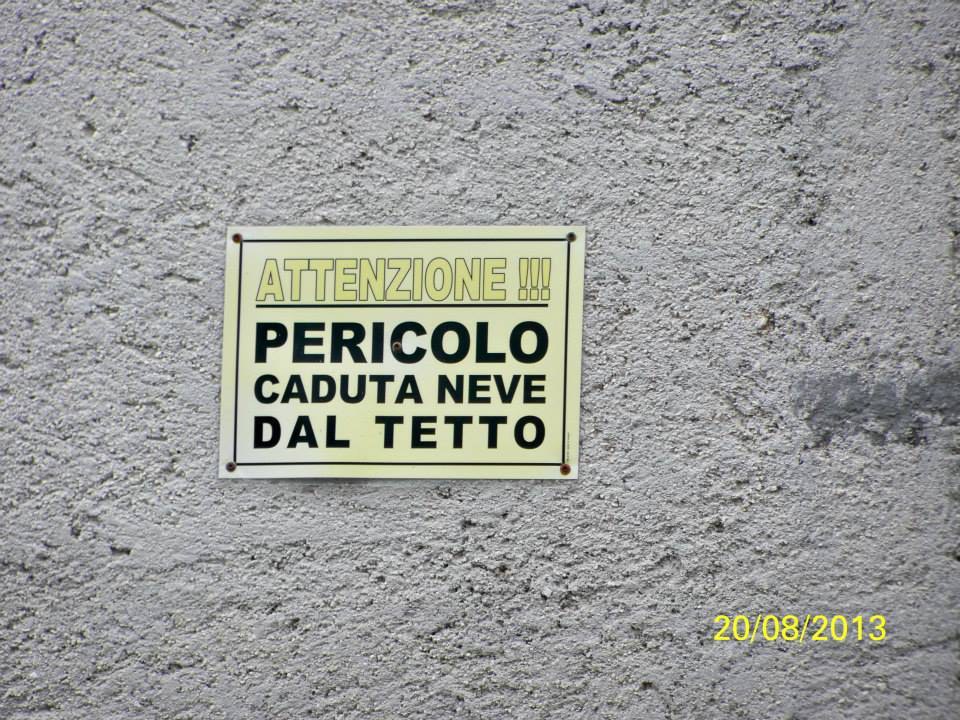 ATTENZIONE !!!
PERICOLO
CADUTA NEVE
DAL TETTO
20/08/2013